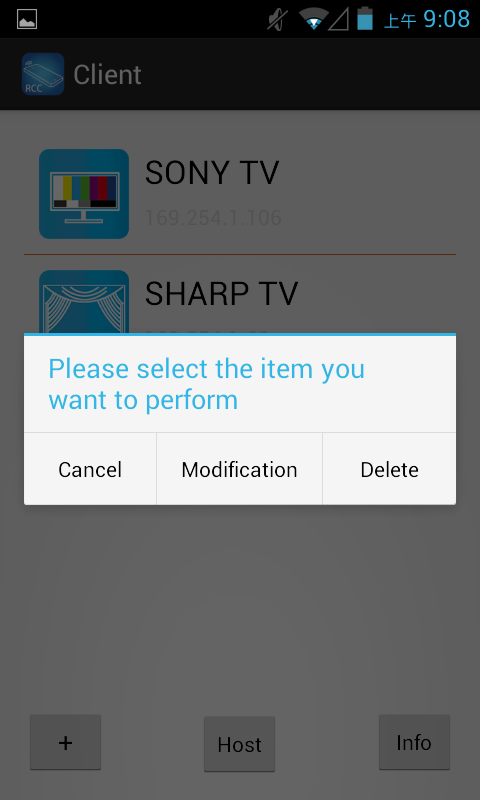 上午 9:08
RCC
Client
SONY TV
169.254.1.106
SHARP TV
Please select the item you
want to perform
Cancel
Modification
Delete
+
Host
Info